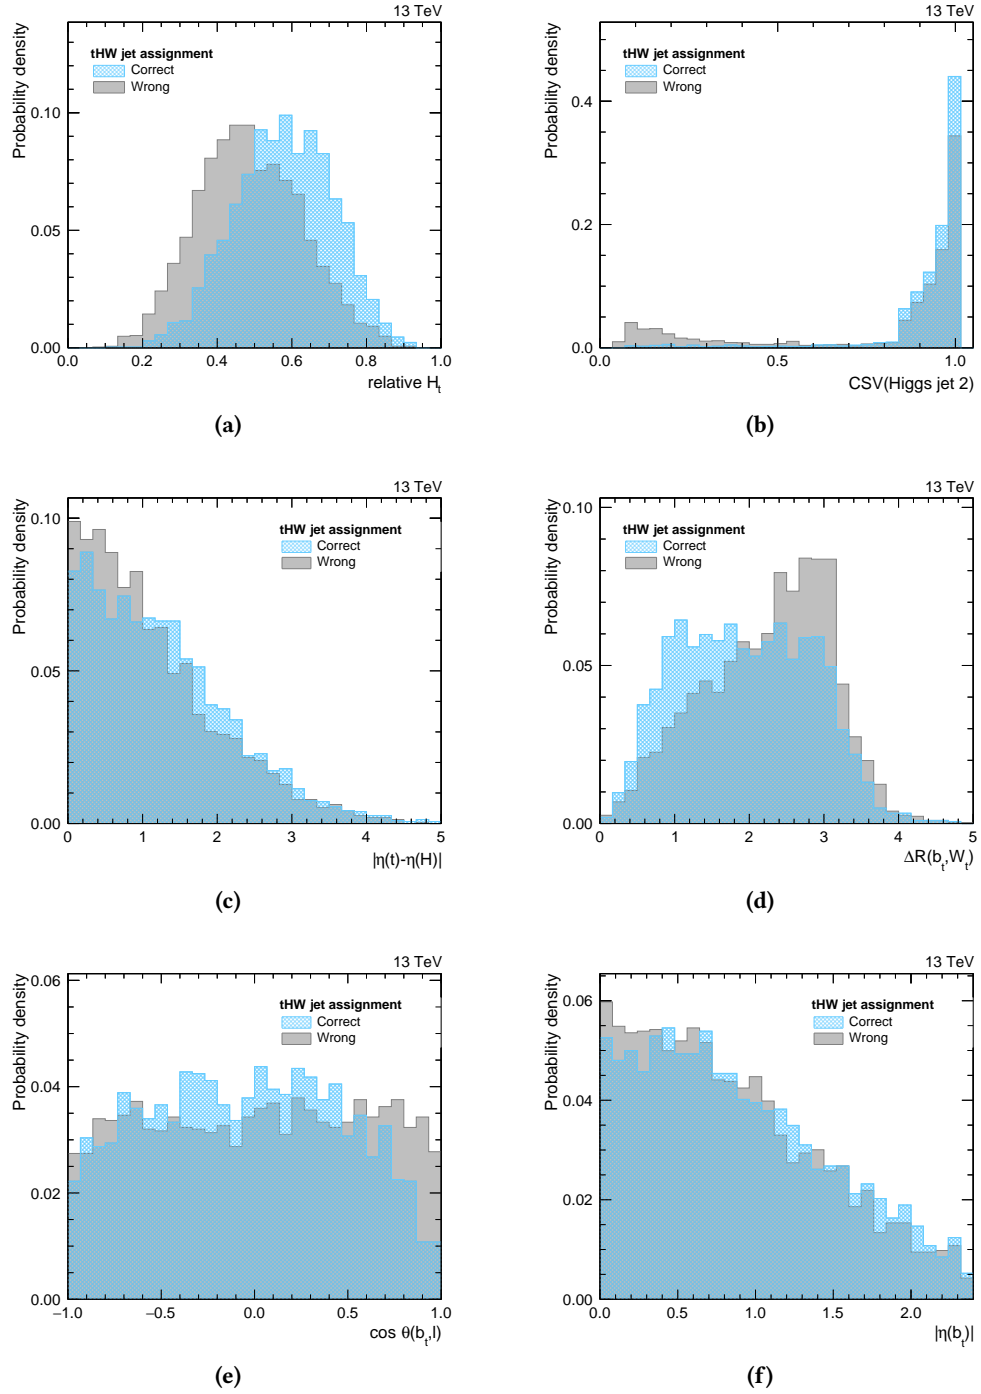 13 TeV
Probability density
tHW jet assignment
Correct
Wrong
0.10
0.05
0.00
0.0 0.2 0.4 0.6 0.8 1.0
relative Ht
(a)
13 TeV
Probability density
tHW jet assignment
Correct
Wrong
0.4
0.2
0.0
0.0 0.5 1.0
CSV(Higgs jet 2)
(b)
13 TeV
Probability density
tHW jet assignment
Correct
Wrong
0.10
0.05
0.00
0 1 2 3 4 5
|η(t)-η(H)|
(c)
13 TeV
Probability density
tHW jet assignment
Correct
Wrong
0.10
0.05
0.00
0 1 2 3 4 5
ΔR(bt,Wt)
(d)
13 TeV
Probability density
tHW jet assignment
Correct
Wrong
0.06
0.04
0.02
0.00
−1.0 −0.5 0.0 0.5 1.0
cos θ(bt,l)
(e)
13 TeV
Probability density
tHW jet assignment
Correct
Wrong
0.06
0.04
0.02
0.00
0.0 0.5 1.0 1.5 2.0
|η(bt)|
(f)